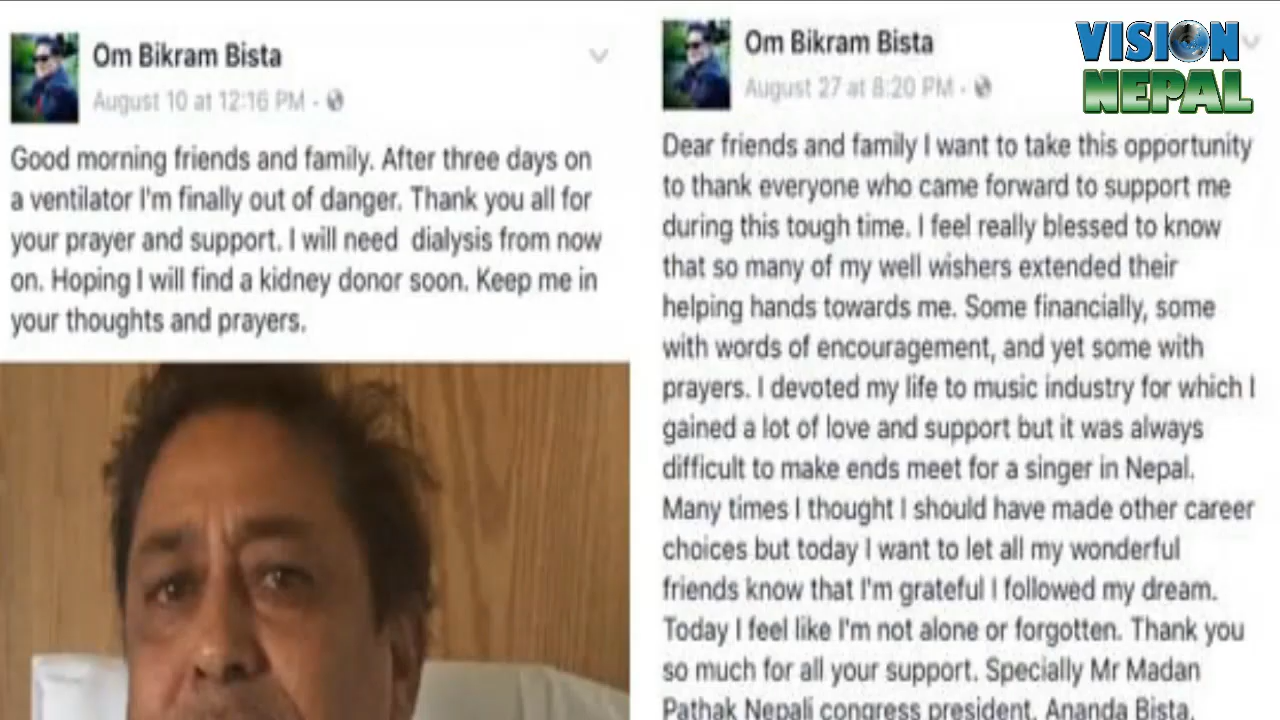 Om Bikram Bista
August 10 at 12:16 PM ·
Good morning friends and family. After three days on
a ventilator I'm finally out of danger. Thank you all for
your prayer and support. I will need dialysis from now
on. Hoping I will find a kidney donor soon. Keep me in
your thoughts and prayers.
Om Bikram Bista
August 27 at 8:20 PM ·
Dear friends and family I want to take this opportunity
to thank everyone who came forward to support me
during this tough time. I feel really blessed to know
that so many of my well wishers extended their
helping hands towards me. Some financially, some
with words of encouragement, and yet some with
prayers. I devoted my life to music industry for which I
gained a lot of love and support but it was always
difficult to make ends meet for a singer in Nepal.
Many times I thought I should have made other career
choices but today I want to let all my wonderful
friends know that I'm grateful I followed my dream.
Today I feel like I'm not alone or forgotten. Thank you
so much for all your support. Specially Mr Madan
Pathak Nepali congress president, Ananda Bista,
VISION
NEPAL